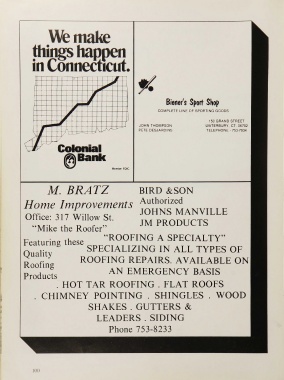 We make
things happen
in Connecticut.
Colonial
Bank
Member FDIC
Biener's Sport Shop
COMPLETE LINE OF SPORTING GOODS
JOHN THOMPSON
PETE DESJARDINS
150 GRAND STREET
WATERBURY, CT. 06702
TELEPHONE -
M. BRATZ
Home Improvements
Office: 317 Willow St.
"Mike the Roofer"
Featuring these
Quality
Roofing
Products
BIRD &SON
Authorized
JOHNS MANVILLE
JM PRODUCTS
"ROOFING A SPECIALTY"
SPECIALIZING IN ALL TYPES OF
ROOFING REPAIRS. AVAILABLE ON
AN EMERGENCY BASIS
. HOT TAR ROOFING . FLAT ROOFS
. CHIMNEY POINTING . SHINGLES . WOOD
SHAKES . GUTTERS &
LEADERS . SIDING
Phone 753-8233